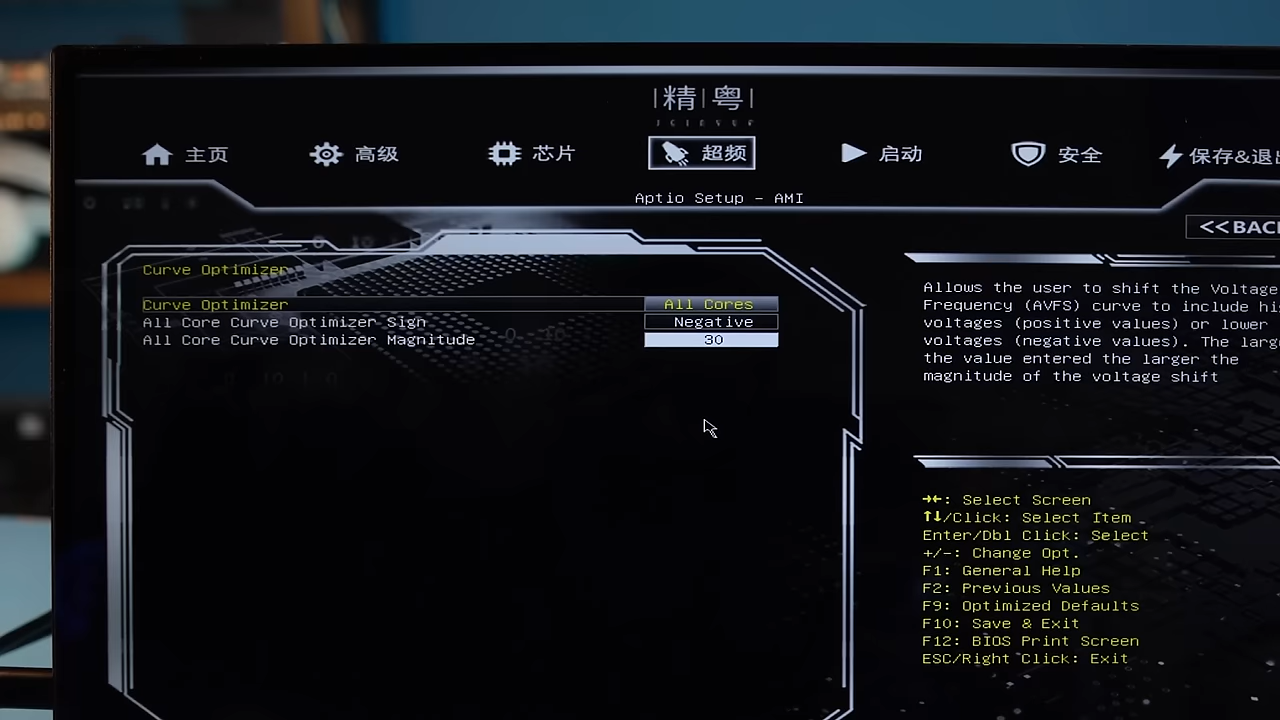 精粤
JGINYUE
主页 高级 芯片 超频 启动 安全 保存&退出
Aptio Setup - AMI
<<BAC
Curve Optimizer
Curve Optimizer All Cores
All Core Curve Optimizer Sign Negative
All Core Curve Optimizer Magnitude 30
Allows the user to shift the Voltage
Frequency (AVFS) curve to include hi
voltages (positive values) or lower
voltages (negative values). The larg
the value entered the larger the
magnitude of the voltage shift
→←: Select Screen
↑↓/Click: Select Item
Enter/Dbl Click: Select
+/-: Change Opt.
F1: General Help
F2: Previous Values
F9: Optimized Defaults
F10: Save & Exit
F12: BIOS Print Screen
ESC/Right Click: Exit